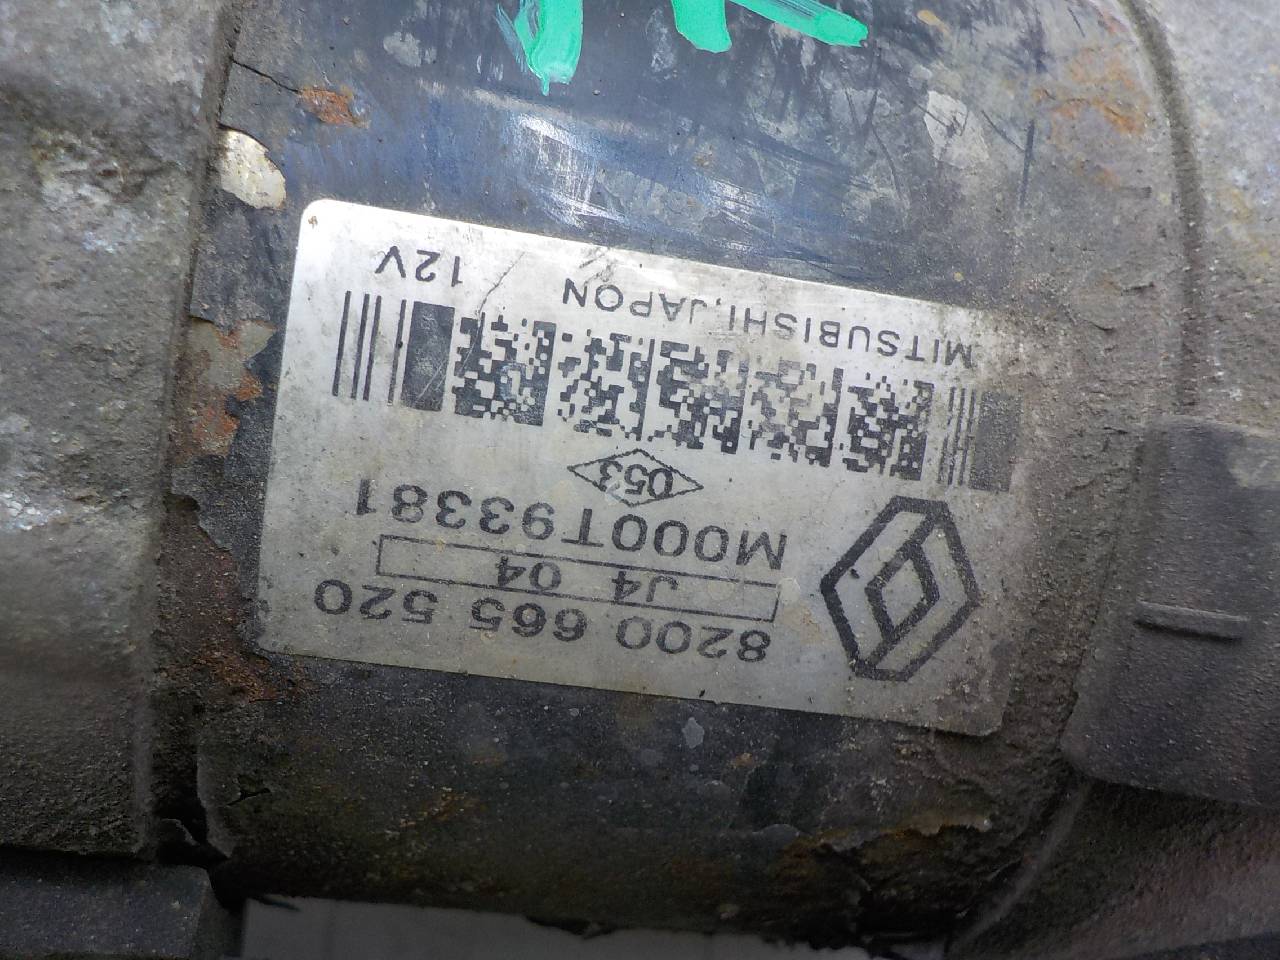 8200 665 520
J4 04
M000T93381
053
MITSUBISHI, JAPON
12V